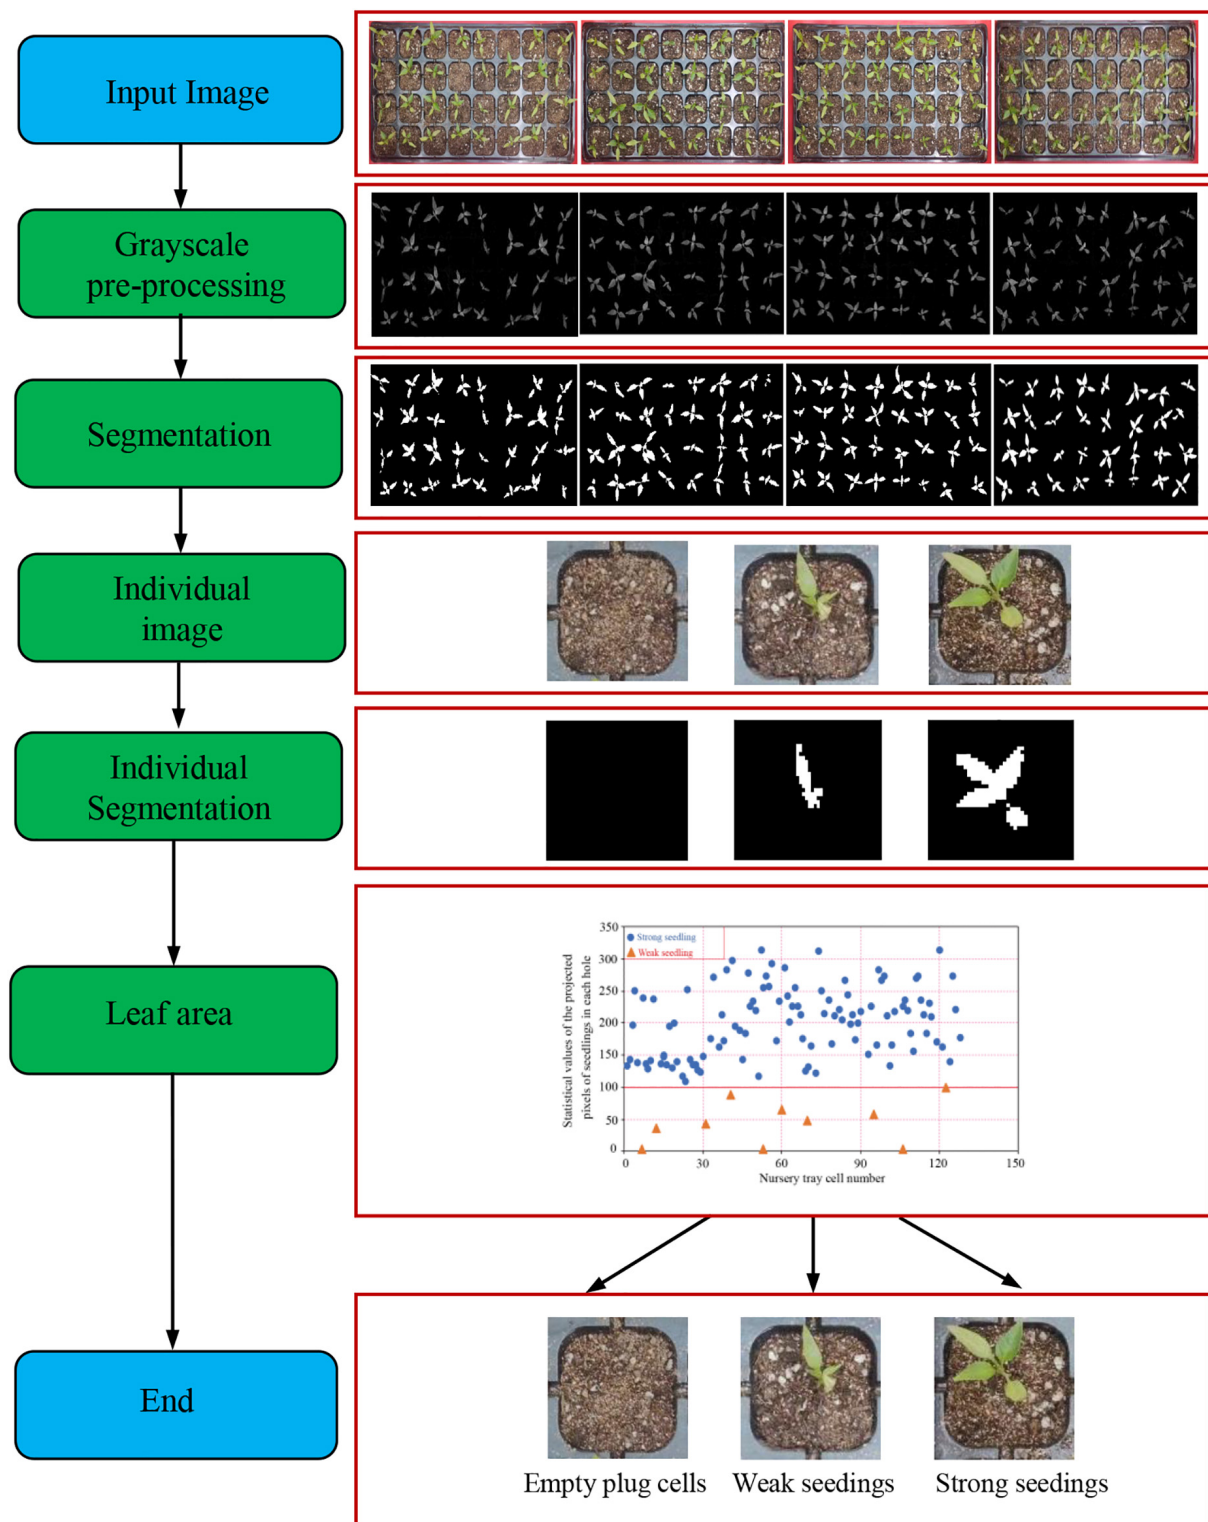 Input Image
Grayscale
pre-processing
Segmentation
Individual
image
Individual
Segmentation
Leaf area
Statistical values of the projected
pixels of seedlings in each hole
350
300
250
200
150
100
50
0
Strong seedling
Weak seedling
0 30 60 90 120 150
Nursery tray cell number
End
Empty plug cells Weak seedings Strong seedings